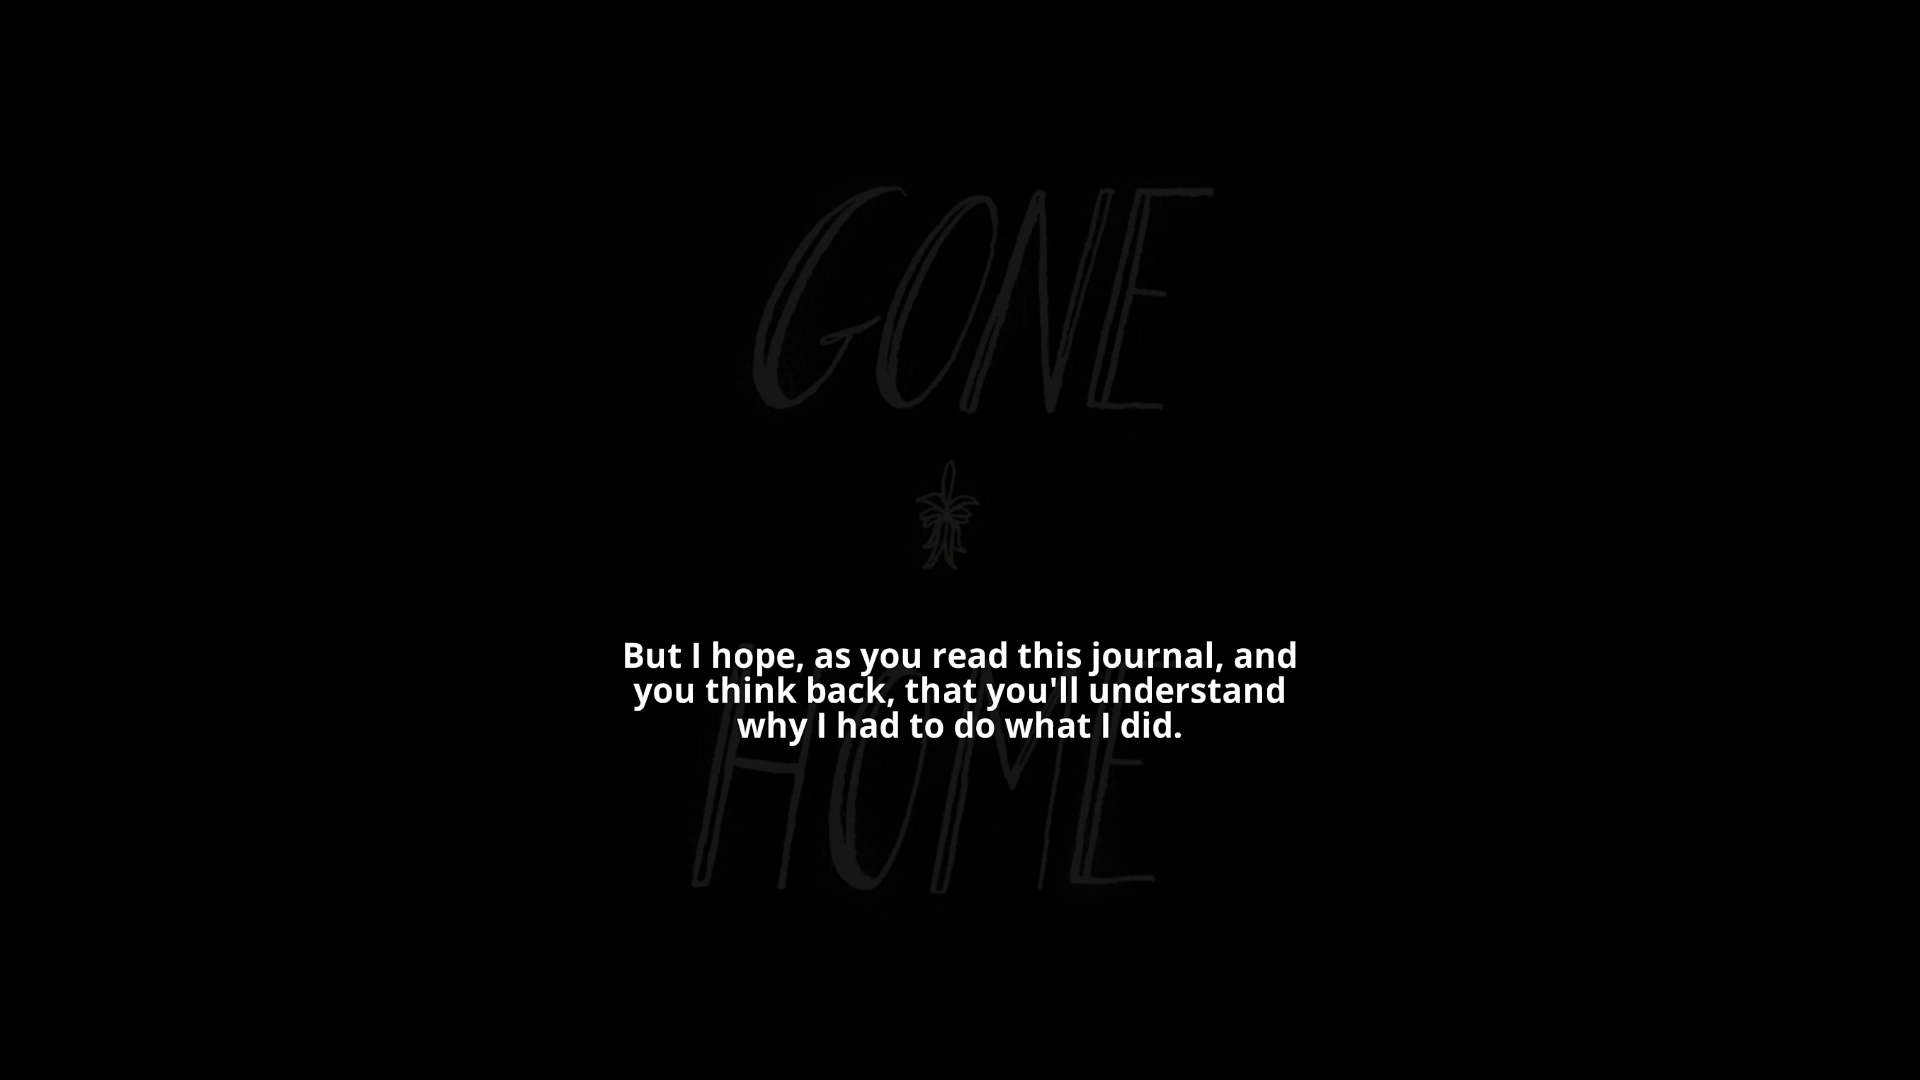 GONE
But I hope, as you read this journal, and
you think back, that you'll understand
why I had to do what I did.
HOME